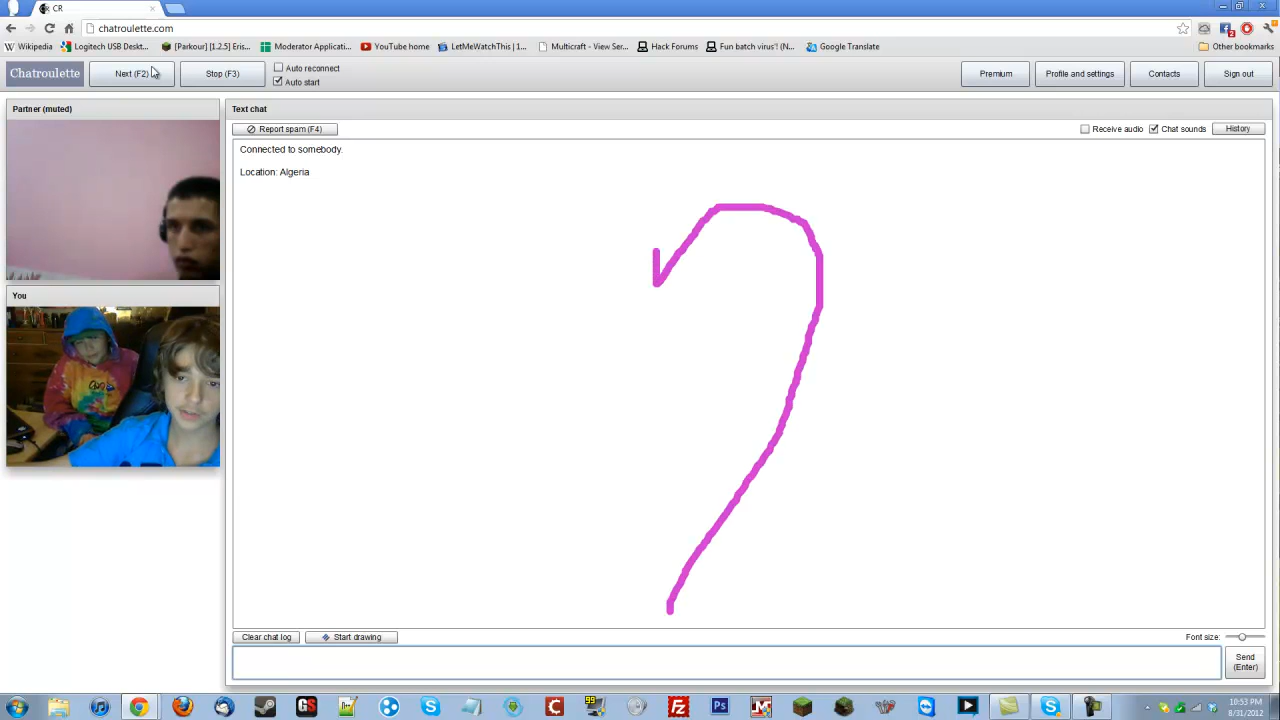 CR
chatroulette.com
Wikipedia
Logitech USB Deskt...
[Parkour] [1.2.5] Eris...
Moderator Applicati...
YouTube home
LetMeWatchThis | 1...
Multicraft - View Ser...
Hack Forums
Fun batch virus'! (N...
Google Translate
Other bookmarks
Chatroulette
Next (F2)
Stop (F3)
Auto reconnect
Auto start
Premium
Profile and settings
Contacts
Sign out
Partner (muted)
Text chat
Report spam (F4)
Receive audio
Chat sounds
History
Connected to somebody.
Location: Algeria
You
Clear chat log
Start drawing
Font size:
Send
(Enter)
10:53 PM
8/31/2012